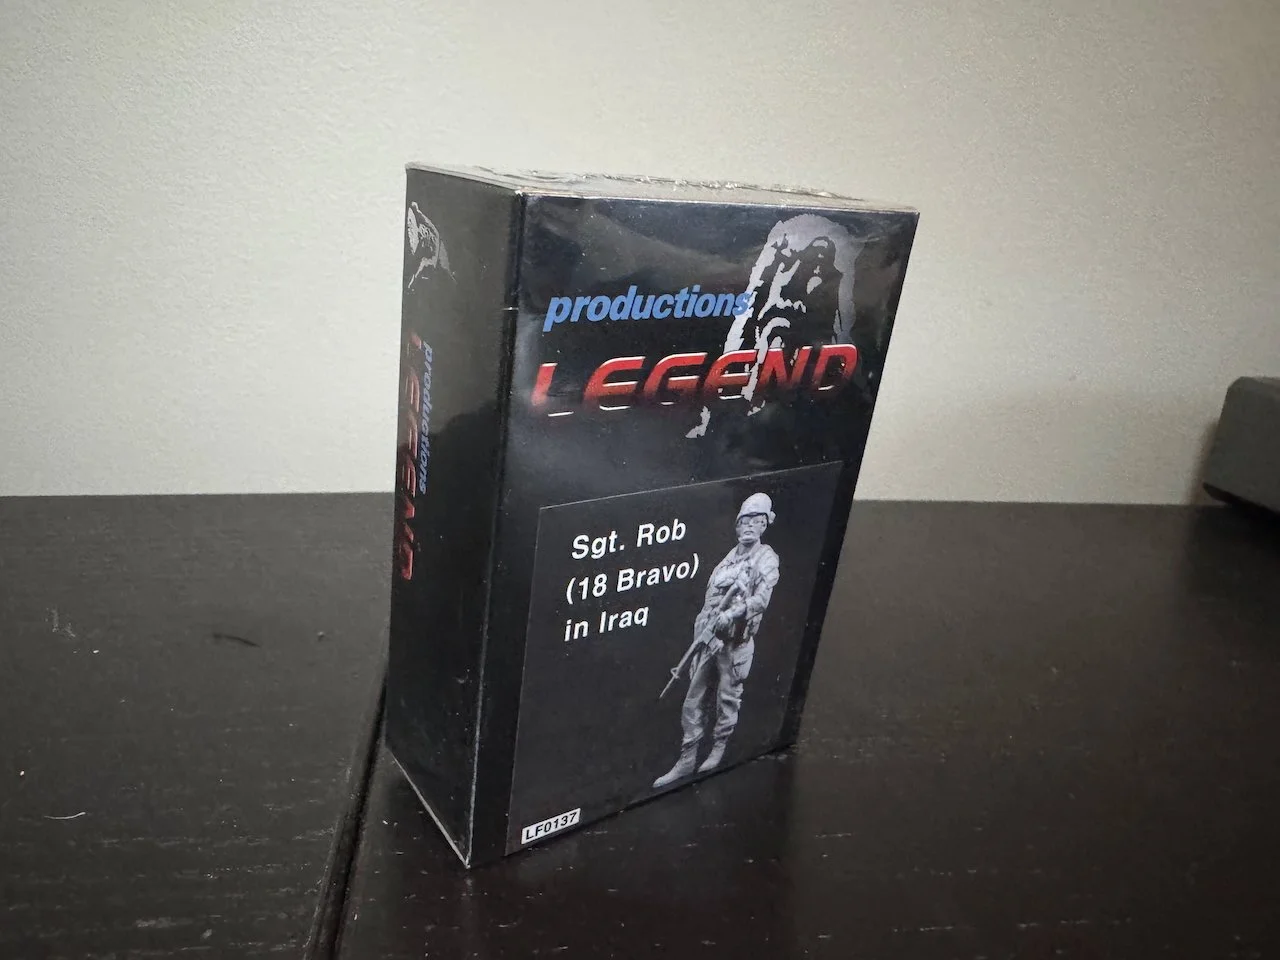 productions
LEGEND
productions
LEGEND
Sgt. Rob
(18 Bravo)
in Iraq
LF0137